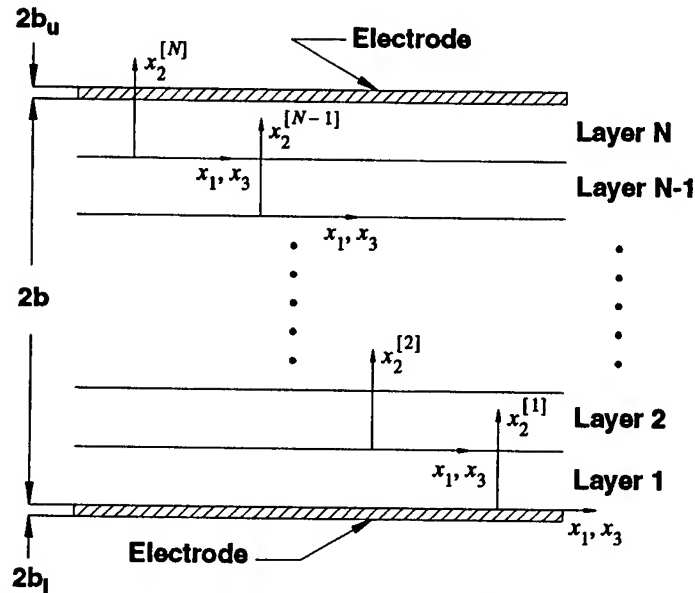 2b_u
Electrode
x_2^[N]
x_2^[N-1]
Layer N
x_1, x_3
Layer N-1
x_1, x_3
2b
x_2^[2]
x_2^[1]
Layer 2
x_1, x_3
Layer 1
x_1, x_3
Electrode
2b_l